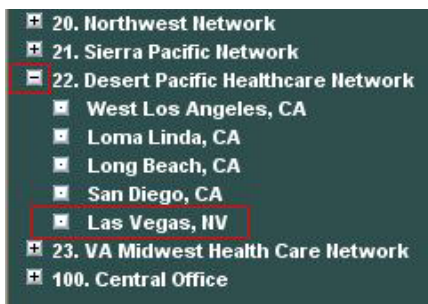 20. Northwest Network
21. Sierra Pacific Network
22. Desert Pacific Healthcare Network
West Los Angeles, CA
Loma Linda, CA
Long Beach, CA
San Diego, CA
Las Vegas, NV
23. VA Midwest Health Care Network
100. Central Office